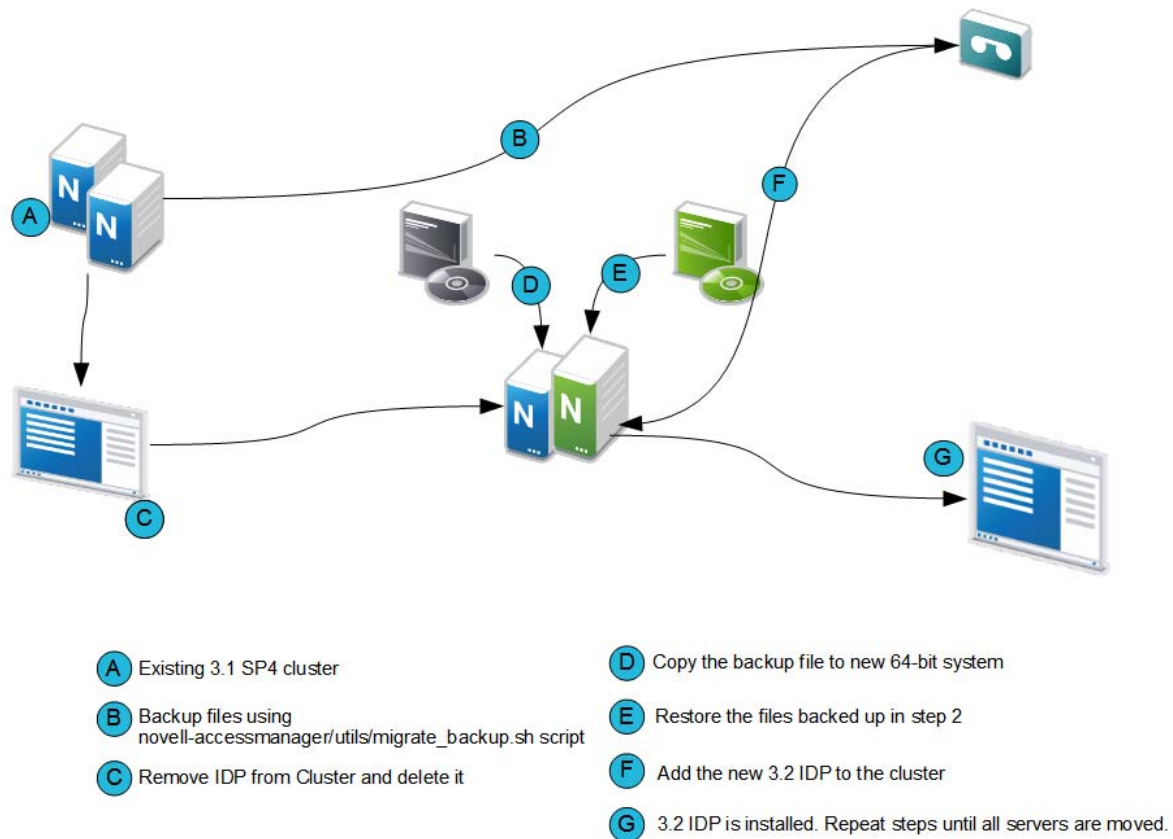 B
F
A
N
N
D
E
N
N
G
C
A Existing 3.1 SP4 cluster
B Backup files using
novell-accessmanager/utils/migrate_backup.sh script
C Remove IDP from Cluster and delete it
D Copy the backup file to new 64-bit system
E Restore the files backed up in step 2
F Add the new 3.2 IDP to the cluster
G 3.2 IDP is installed. Repeat steps until all servers are moved.